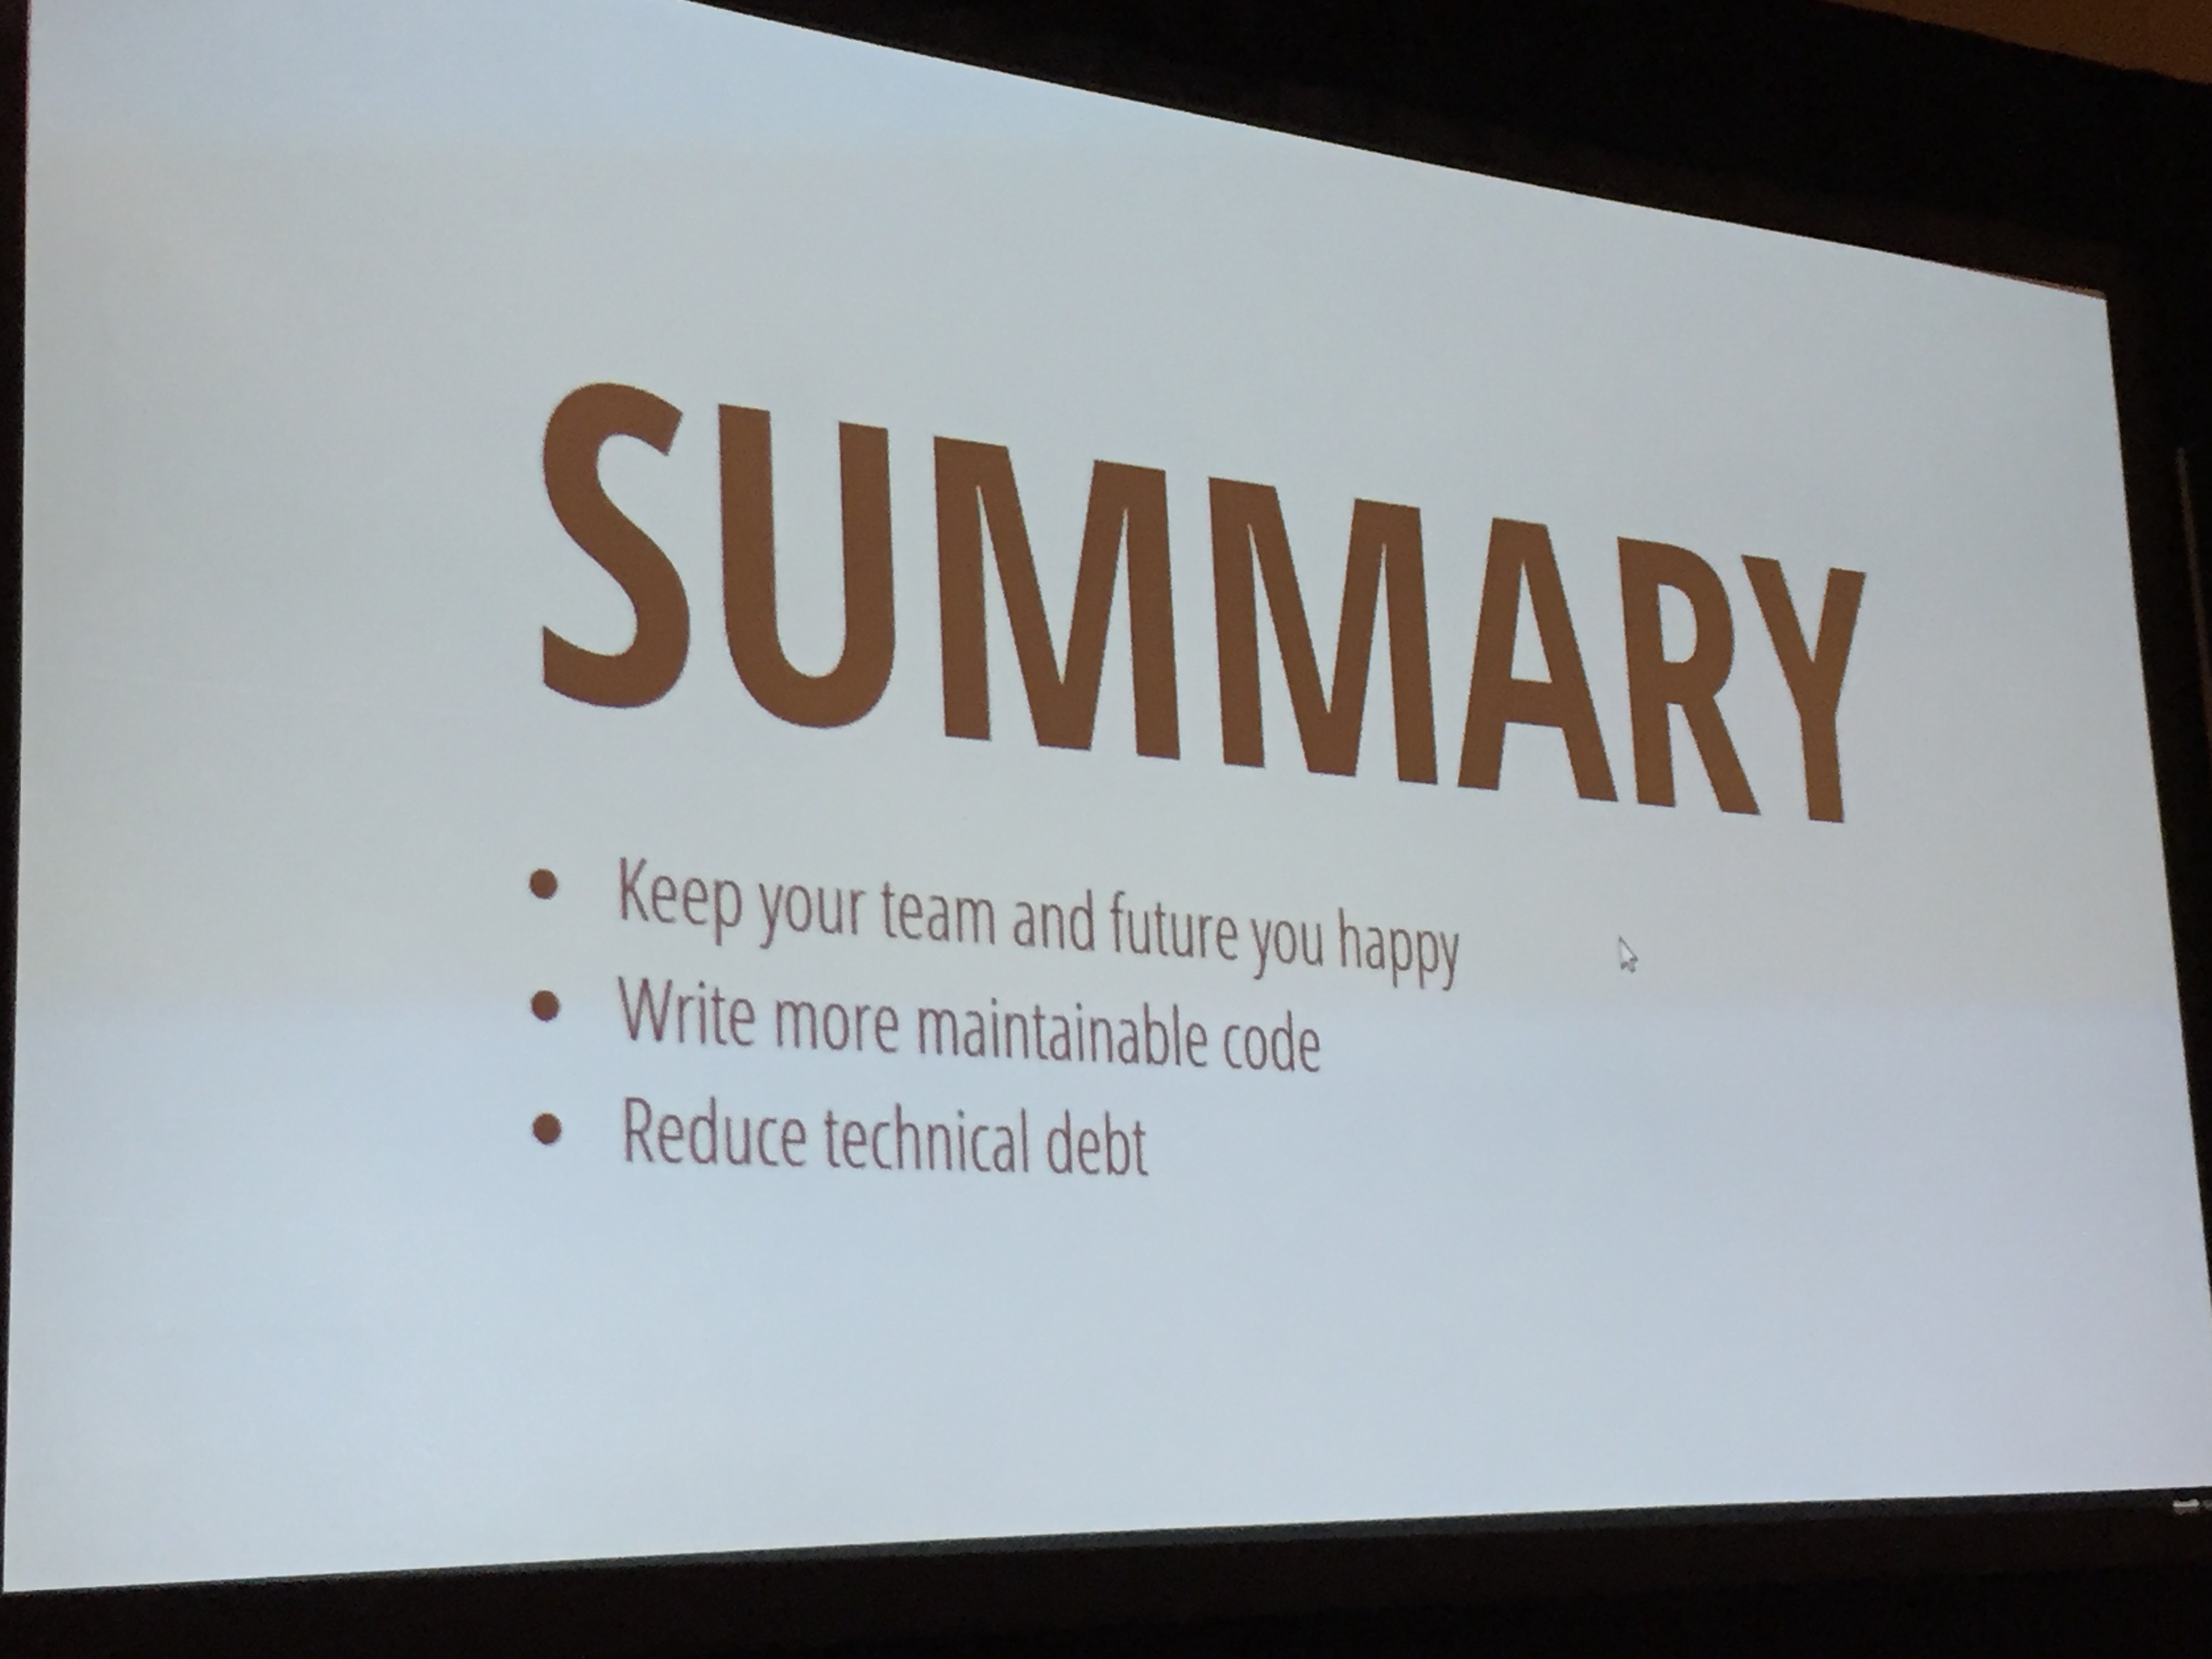 SUMMARY
• Keep your team and future you happy
• Write more maintainable code
• Reduce technical debt